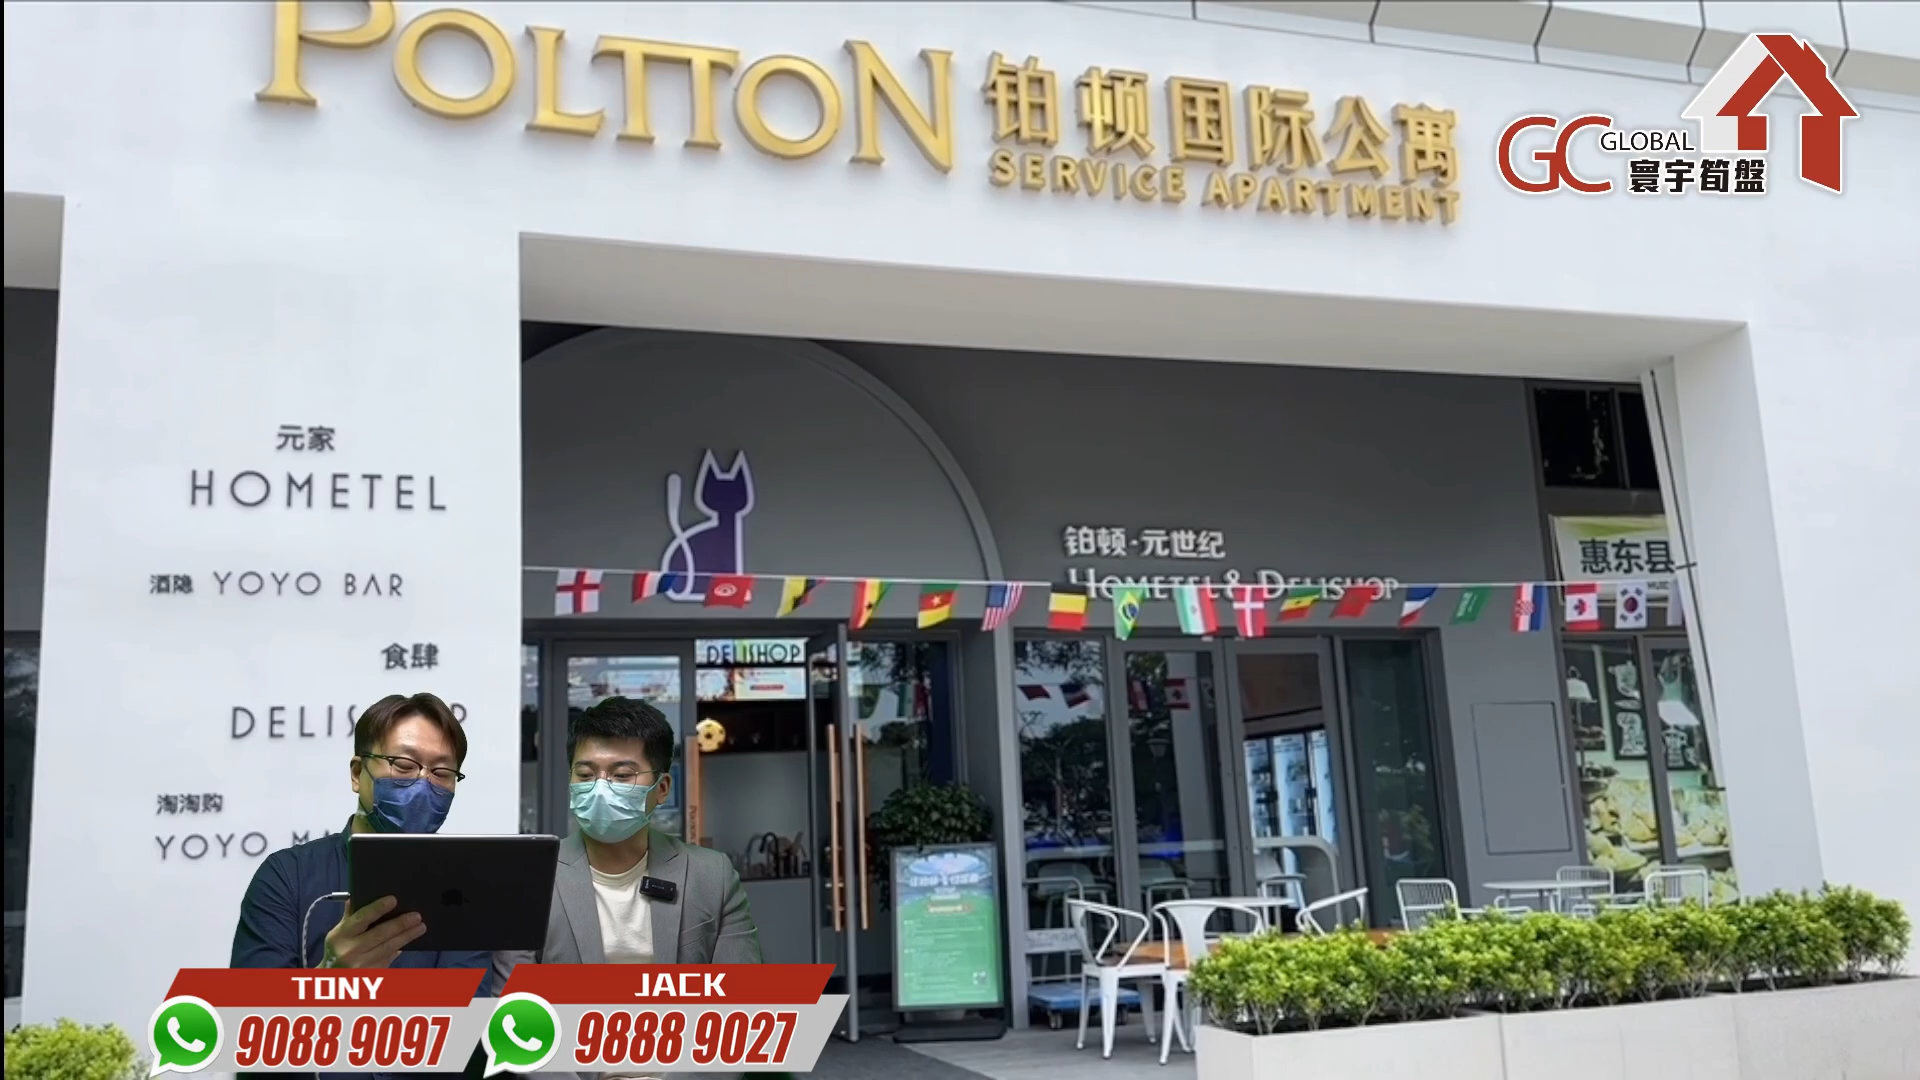 POLTTON 铂顿国际公寓
SERVICE APARTMENT
GC GLOBAL
寰宇筍盤
元家
HOMETEL
酒隐 YOYO BAR
食肆
淘淘购
YOYO
铂顿·元世纪
HOMETEL & DELISHOP
惠东县
DELISHOP
TONY
9088 9097
JACK
9888 9027